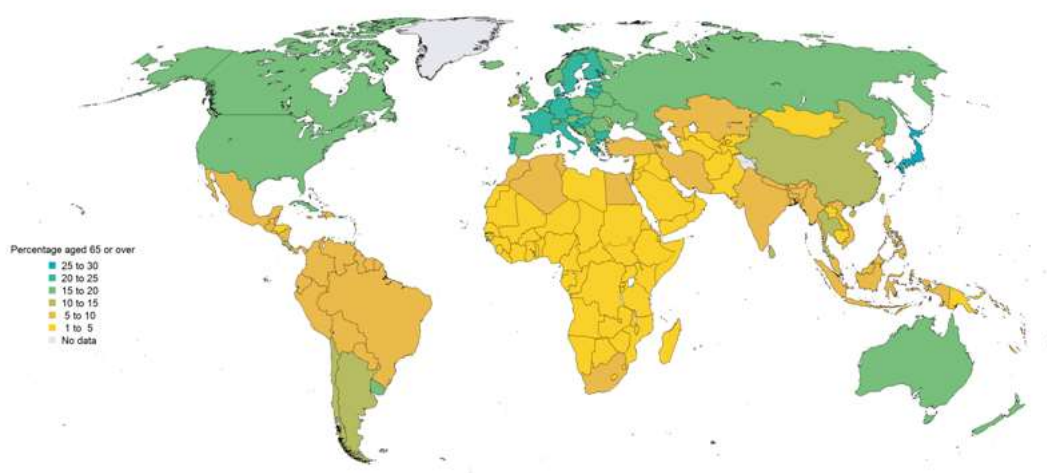 Percentage aged 65 or over
25 to 30
20 to 25
15 to 20
10 to 15
5 to 10
1 to 5
No data